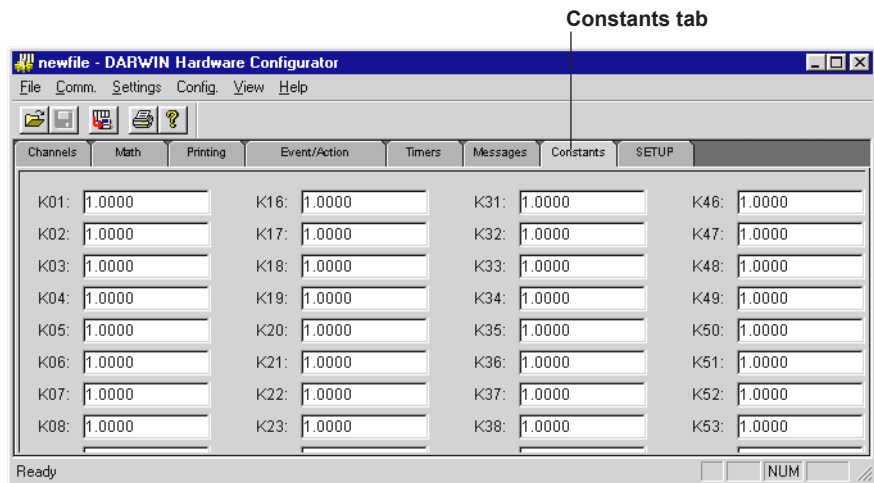 Constants tab
newfile - DARWIN Hardware Configurator
File Comm. Settings Config. View Help
Channels Math Printing Event/Action Timers Messages Constants SETUP
K01: 1.0000 K16: 1.0000 K31: 1.0000 K46: 1.0000
K02: 1.0000 K17: 1.0000 K32: 1.0000 K47: 1.0000
K03: 1.0000 K18: 1.0000 K33: 1.0000 K48: 1.0000
K04: 1.0000 K19: 1.0000 K34: 1.0000 K49: 1.0000
K05: 1.0000 K20: 1.0000 K35: 1.0000 K50: 1.0000
K06: 1.0000 K21: 1.0000 K36: 1.0000 K51: 1.0000
K07: 1.0000 K22: 1.0000 K37: 1.0000 K52: 1.0000
K08: 1.0000 K23: 1.0000 K38: 1.0000 K53: 1.0000
Ready NUM